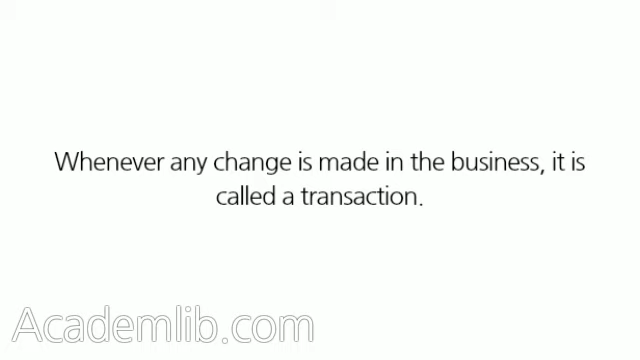 Whenever any change is made in the business, it is
called a transaction.
Academlib.com